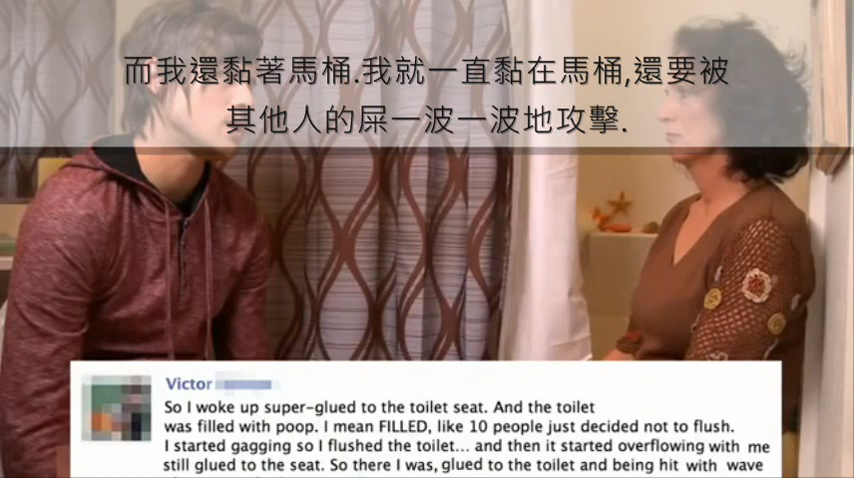 而我還黏著馬桶.我就一直黏在馬桶,還要被
其他人的屎一波一波地攻擊.
Victor
So I woke up super-glued to the toilet seat. And the toilet
was filled with poop. I mean FILLED, like 10 people just decided not to flush.
I started gagging so I flushed the toilet... and then it started overflowing with me
still glued to the seat. So there I was, glued to the toilet and being hit with wave